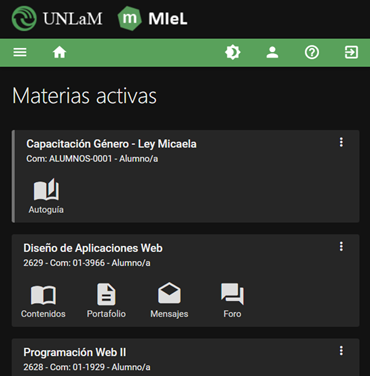 UNLaM m MIeL
Materias activas
Capacitación Género - Ley Micaela
Com: ALUMNOS-0001 - Alumno/a
Autoguía
Diseño de Aplicaciones Web
2629 - Com: 01-3966 - Alumno/a
Contenidos Portafolio Mensajes Foro
Programación Web II
2628 - Com: 01-1929 - Alumno/a